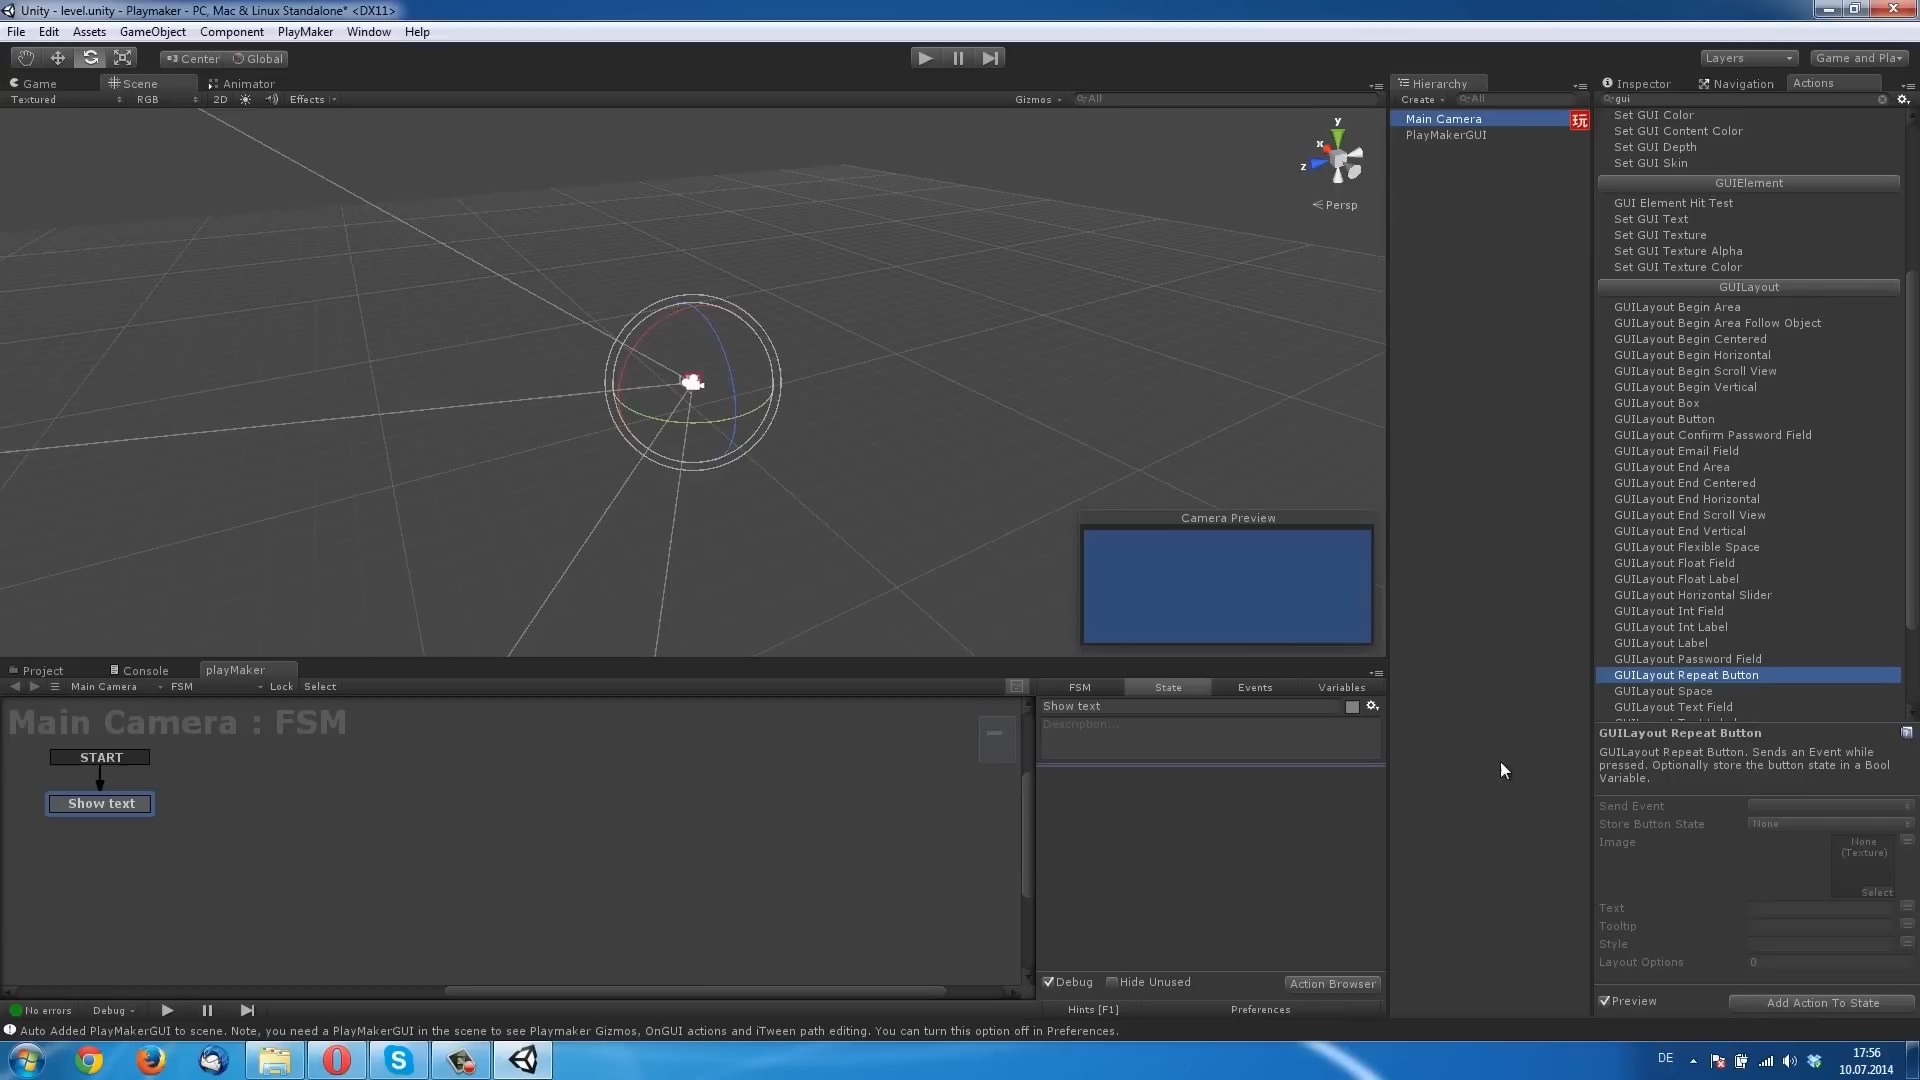 Unity - level.unity - Playmaker - PC, Mac & Linux Standalone* <DX11>
File Edit Assets GameObject Component PlayMaker Window Help
Center Global
Layers Game and Pla
Game Scene Animator
Textured RGB 2D Effects Gizmos All
y
x
z
Persp
Camera Preview
Hierarchy
Create All
Main Camera 玩
PlayMakerGUI
Inspector Navigation Actions
gui
Set GUI Color
Set GUI Content Color
Set GUI Depth
Set GUI Skin
GUIElement
GUI Element Hit Test
Set GUI Text
Set GUI Texture
Set GUI Texture Alpha
Set GUI Texture Color
GUILayout
GUILayout Begin Area
GUILayout Begin Area Follow Object
GUILayout Begin Centered
GUILayout Begin Horizontal
GUILayout Begin Scroll View
GUILayout Begin Vertical
GUILayout Box
GUILayout Button
GUILayout Confirm Password Field
GUILayout Email Field
GUILayout End Area
GUILayout End Centered
GUILayout End Horizontal
GUILayout End Scroll View
GUILayout End Vertical
GUILayout Flexible Space
GUILayout Float Field
GUILayout Float Label
GUILayout Horizontal Slider
GUILayout Int Field
GUILayout Int Label
GUILayout Label
GUILayout Password Field
GUILayout Repeat Button
GUILayout Space
GUILayout Text Field
GUILayout Repeat Button
GUILayout Repeat Button. Sends an Event while
pressed. Optionally store the button state in a Bool
Variable.
Send Event
Store Button State None
Image None
(Texture)
Select
Text
Tooltip
Style
Layout Options 0
Preview Add Action To State
Project Console playMaker
Main Camera FSM Lock Select
Main Camera : FSM
START
Show text
FSM State Events Variables
Show text
Description...
Debug Hide Unused Action Browser
Hints [F1] Preferences
No errors Debug
Auto Added PlayMakerGUI to scene. Note, you need a PlayMakerGUI in the scene to see Playmaker Gizmos, OnGUI actions and iTween path editing. You can turn this option off in Preferences.
DE
17:56
10.07.2014